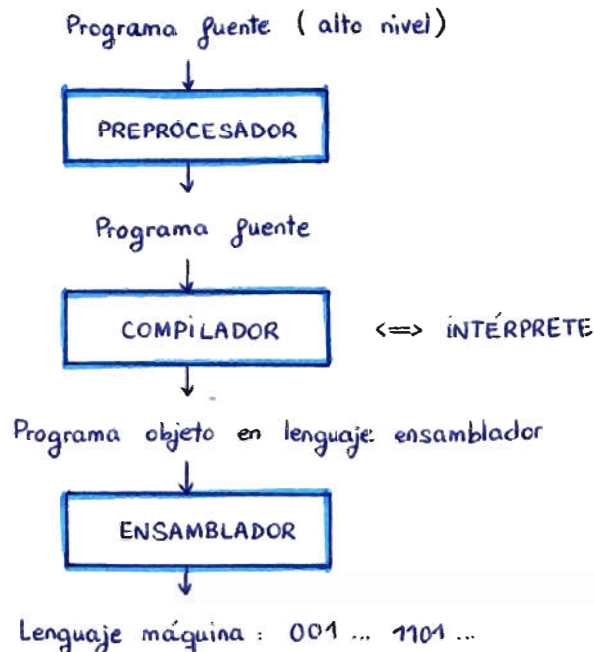 Programa fuente (alto nivel)
PREPROCESADOR
Programa fuente
COMPILADOR <=> INTÉRPRETE
Programa objeto en lenguaje ensamblador
ENSAMBLADOR
Lenguaje máquina: 001 ... 1101 ...